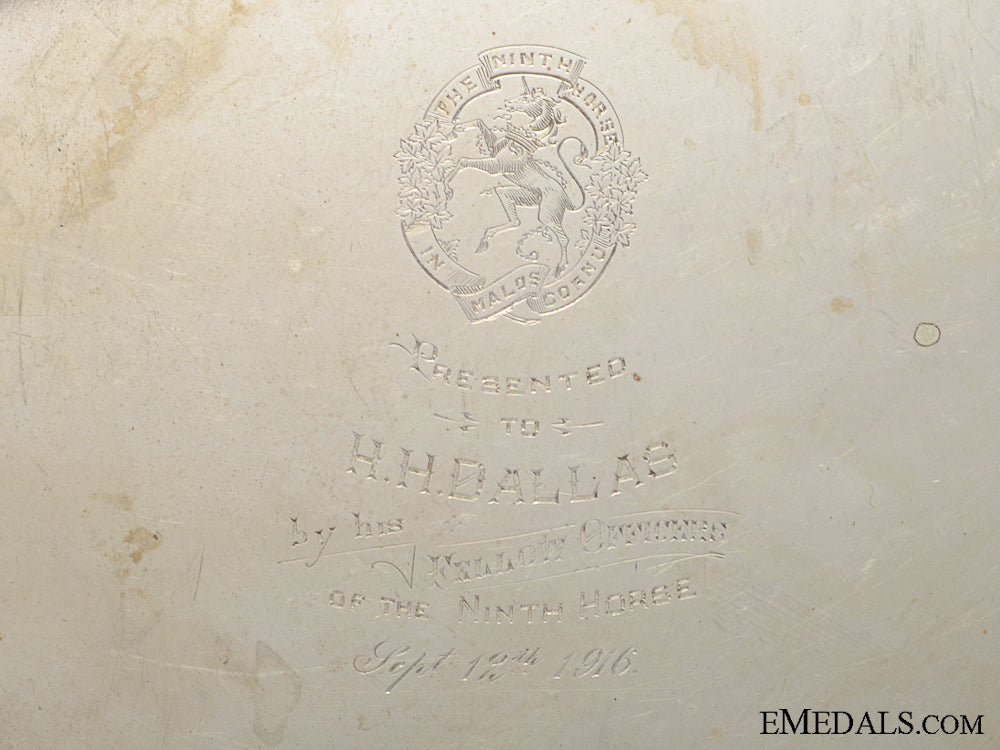 THE NINTH HORSE
IN MALOS CORNU
PRESENTED
TO
H.H.DALLAS
by his FELLOW OFFICERS
OF THE NINTH HORSE
Sept 12th 1916.
EMEDALS.COM